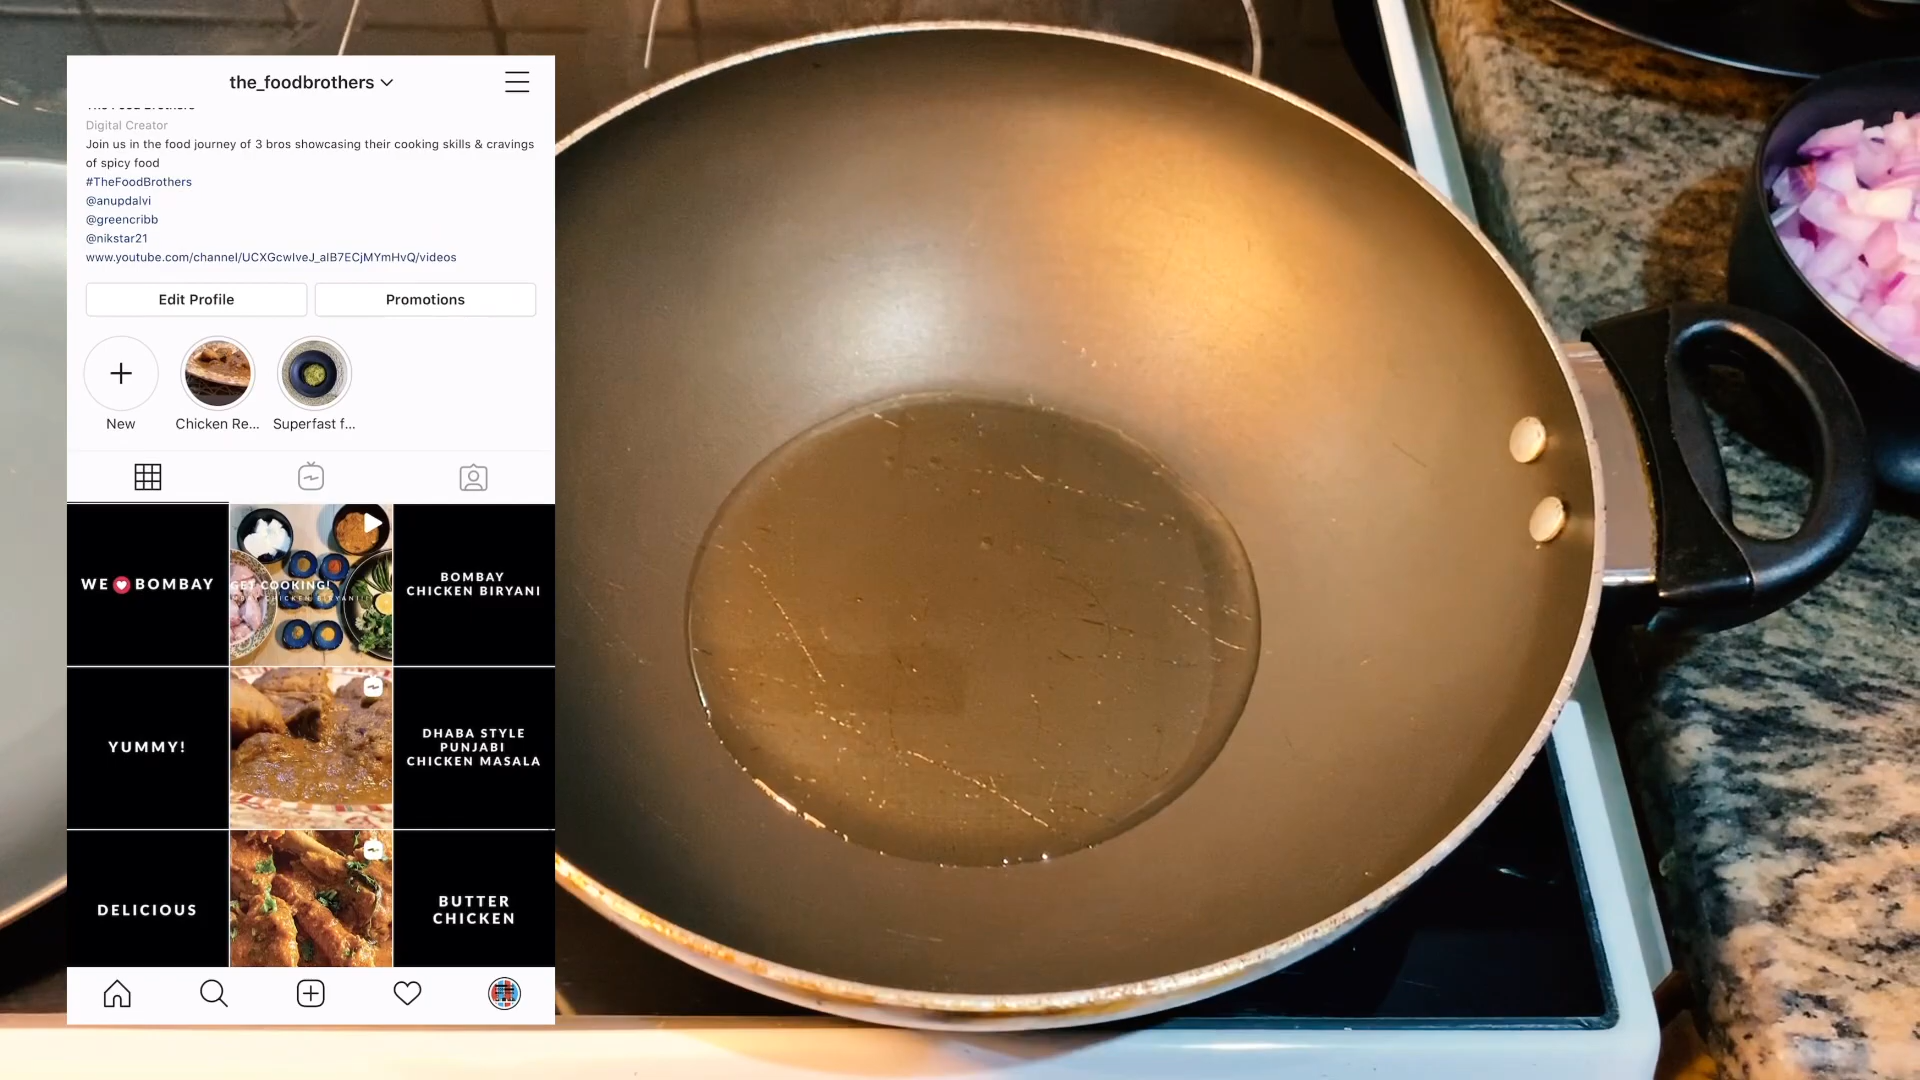 the_foodbrothers
Digital Creator
Join us in the food journey of 3 bros showcasing their cooking skills & cravings
of spicy food
#TheFoodBrothers
@anupdalvi
@greencribb
@nikstar21
www.youtube.com/channel/UCXGcwIveJ_alB7ECjMYmHvQ/videos
Edit Profile
Promotions
New
Chicken Re...
Superfast f...
WE BOMBAY
GET COOKING!
BOMBAY
CHICKEN BIRYANI
YUMMY!
DHABA STYLE
PUNJABI
CHICKEN MASALA
DELICIOUS
BUTTER
CHICKEN